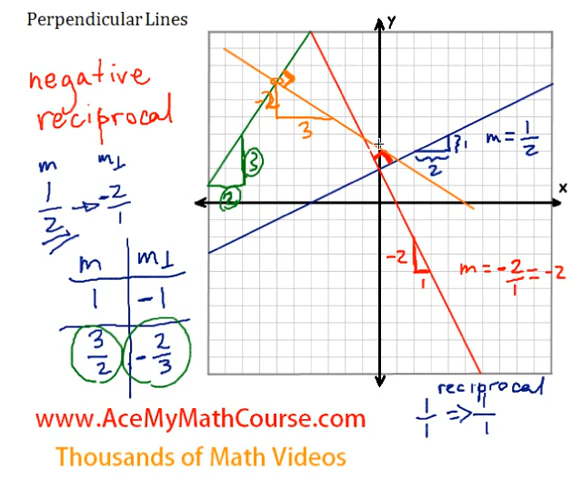 Perpendicular Lines
Y
negative
reciprocal
-2
3
m m⊥
1/2 → -2/1
3
2
}1
2
m = 1/2
X
m m⊥
1 -1
3/2 -2/3
-2
1
m = -2/1 = -2
reciprocal
1/1 => 1/1
www.AceMyMathCourse.com
Thousands of Math Videos